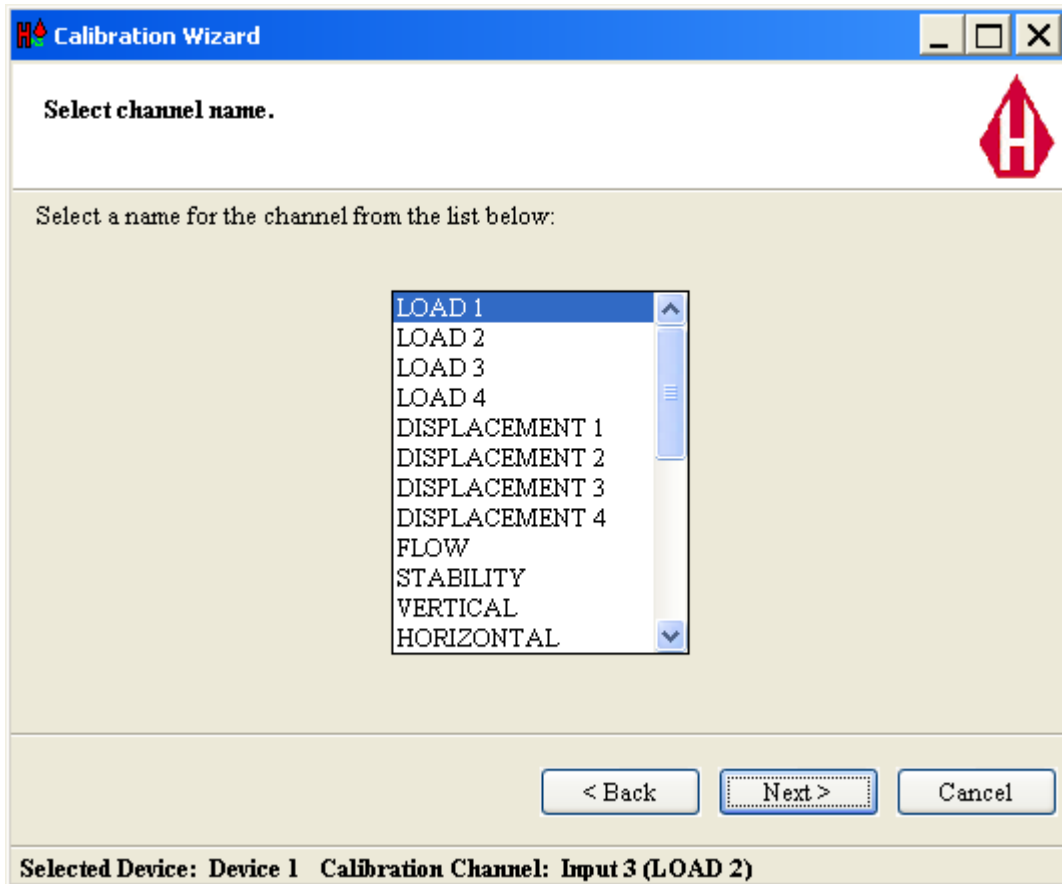 Calibration Wizard
Select channel name.
H
Select a name for the channel from the list below:
LOAD 1
LOAD 2
LOAD 3
LOAD 4
DISPLACEMENT 1
DISPLACEMENT 2
DISPLACEMENT 3
DISPLACEMENT 4
FLOW
STABILITY
VERTICAL
HORIZONTAL
< Back Next > Cancel
Selected Device: Device 1 Calibration Channel: Input 3 (LOAD 2)